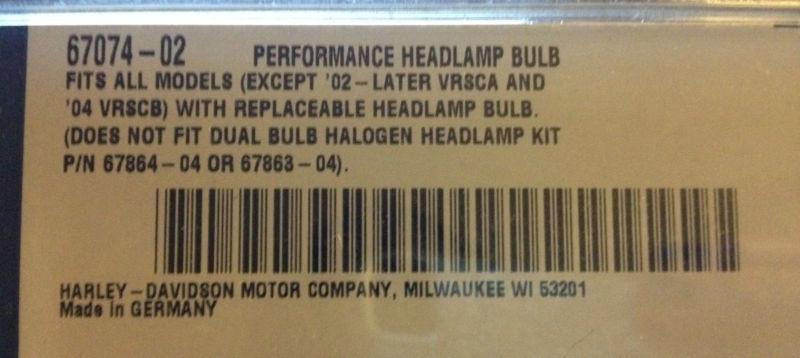 67074-02 PERFORMANCE HEADLAMP BULB
FITS ALL MODELS (EXCEPT '02-LATER VRSCA AND
'04 VRSCB) WITH REPLACEABLE HEADLAMP BULB.
(DOES NOT FIT DUAL BULB HALOGEN HEADLAMP KIT
P/N 67864-04 OR 67863-04).
HARLEY-DAVIDSON MOTOR COMPANY, MILWAUKEE WI 53201
Made in GERMANY